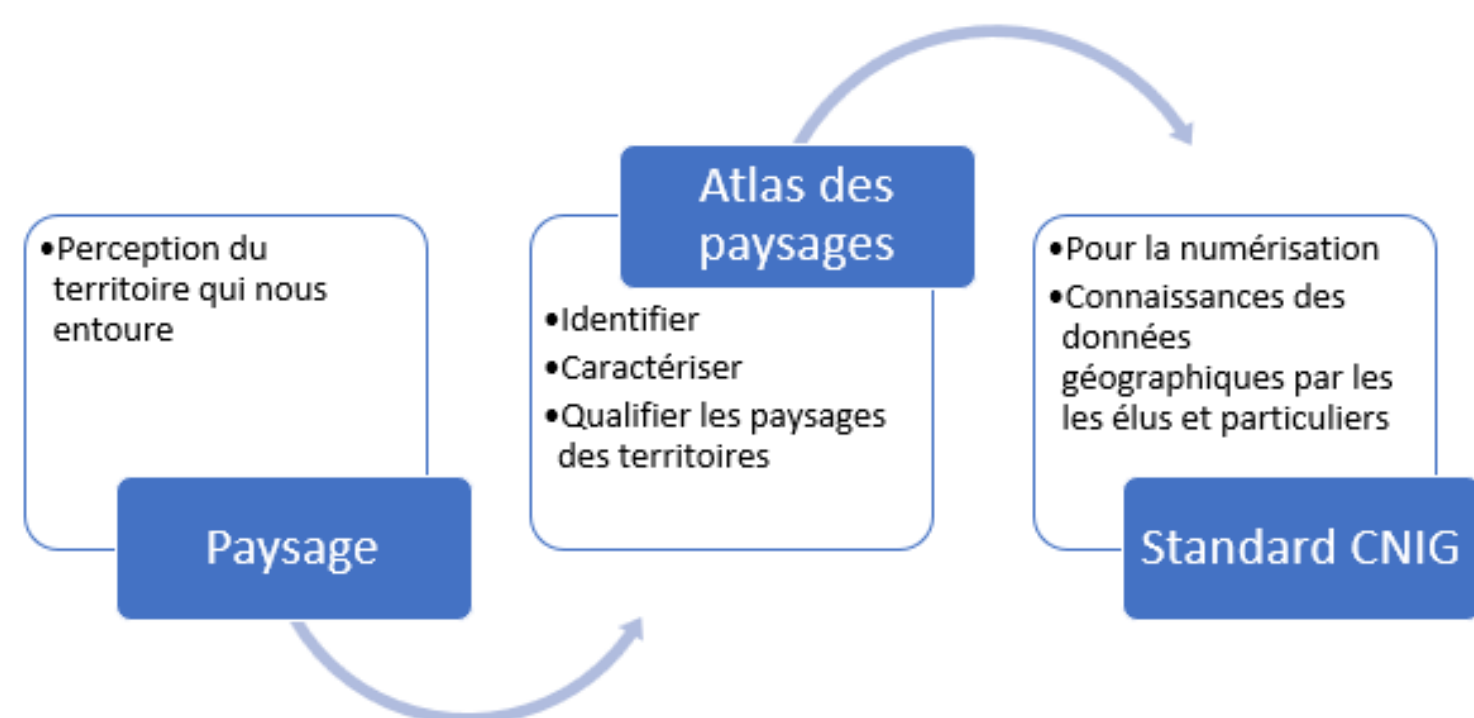 •Perception du
territoire qui nous
entoure
Paysage
Atlas des
paysages
•Identifier
•Caractériser
•Qualifier les paysages
des territoires
•Pour la numérisation
•Connaissances des
données
géographiques par les
les élus et particuliers
Standard CNIG